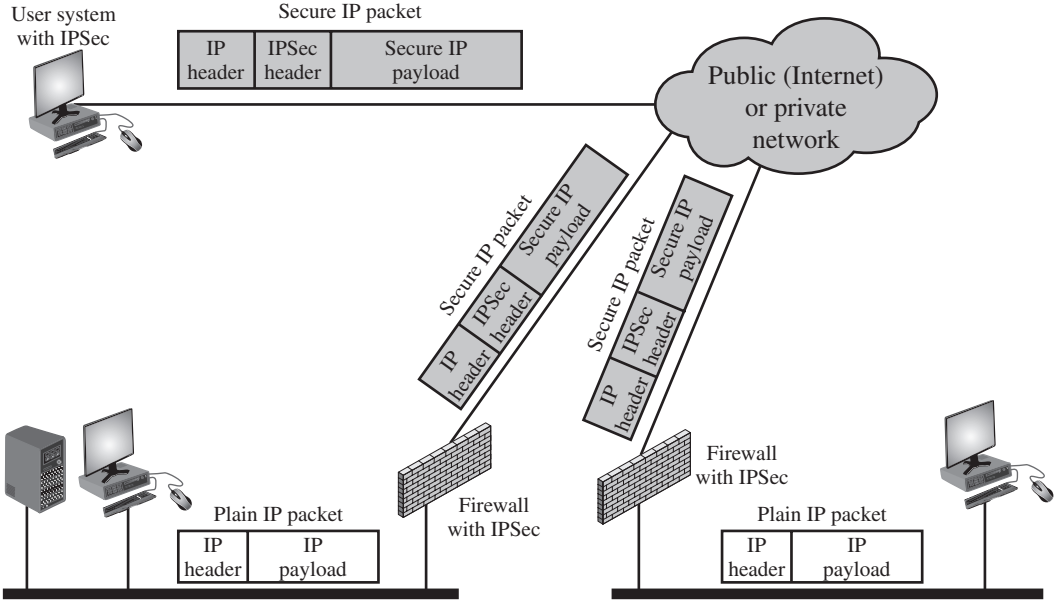 User system
with IPSec
Secure IP packet
IP
header
IPSec
header
Secure IP
payload
Public (Internet)
or private
network
Secure IP packet
IP
header
IPSec
header
Secure IP
payload
Secure IP packet
IP
header
IPSec
header
Secure IP
payload
Firewall
with IPSec
Firewall
with IPSec
Plain IP packet
IP
header
IP
payload
Plain IP packet
IP
header
IP
payload